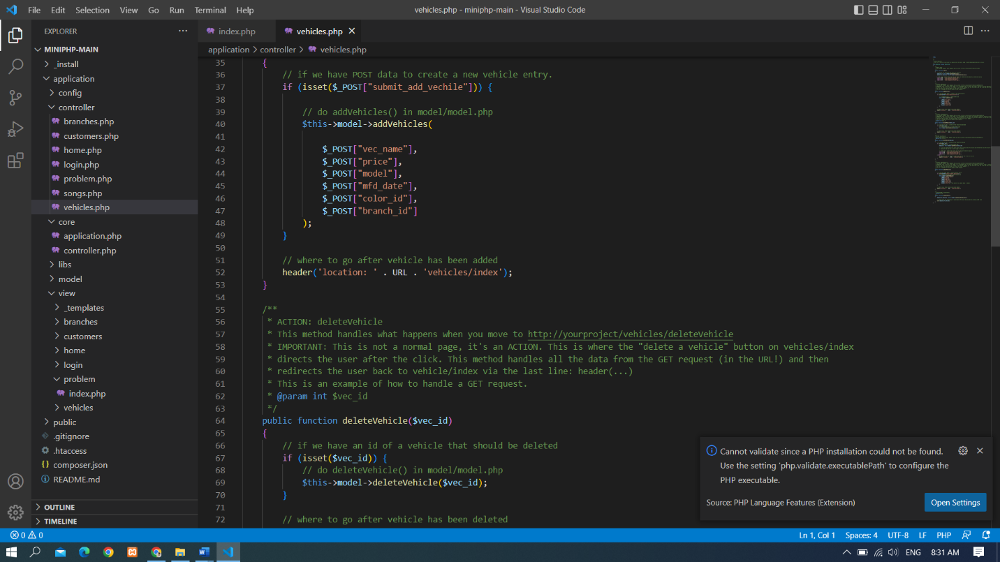 File Edit Selection View Go Run Terminal Help
vehicles.php - miniphp-main - Visual Studio Code
EXPLORER
MINIPHP-MAIN
_install
application
config
controller
branches.php
customers.php
home.php
login.php
problem.php
songs.php
vehicles.php
core
application.php
controller.php
libs
model
view
_templates
branches
customers
home
login
problem
index.php
vehicles
public
.gitignore
.htaccess
composer.json
README.md
OUTLINE
TIMELINE
index.php
vehicles.php
application > controller > vehicles.php
35 {
36 // if we have POST data to create a new vehicle entry.
37 if (isset($_POST["submit_add_vechile"])) {
38
39 // do addVehicles() in model/model.php
40 $this->model->addVehicles(
41
42 $_POST["vec_name"],
43 $_POST["price"],
44 $_POST["model"],
45 $_POST["mfd_date"],
46 $_POST["color_id"],
47 $_POST["branch_id"]
48 );
49 }
50
51 // where to go after vehicle has been added
52 header('location: ' . URL . 'vehicles/index');
53 }
54
55 /**
56 * ACTION: deleteVehicle
57 * This method handles what happens when you move to http://yourproject/vehicles/deleteVehicle
58 * IMPORTANT: This is not a normal page, it's an ACTION. This is where the "delete a vehicle" button on vehicles/index
59 * directs the user after the click. This method handles all the data from the GET request (in the URL!) and then
60 * redirects the user back to vehicle/index via the last line: header(...)
61 * This is an example of how to handle a GET request.
62 * @param int $vec_id
63 */
64 public function deleteVehicle($vec_id)
65 {
66 // if we have an id of a vehicle that should be deleted
67 if (isset($vec_id)) {
68 // do deleteVehicle() in model/model.php
69 $this->model->deleteVehicle($vec_id);
70 }
71
72 // where to go after vehicle has been deleted
Cannot validate since a PHP installation could not be found.
Use the setting 'php.validate.executablePath' to configure the
PHP executable.
Source: PHP Language Features (Extension)
Open Settings
0 0
Ln 1, Col 1 Spaces: 4 UTF-8 LF PHP
ENG 8:31 AM